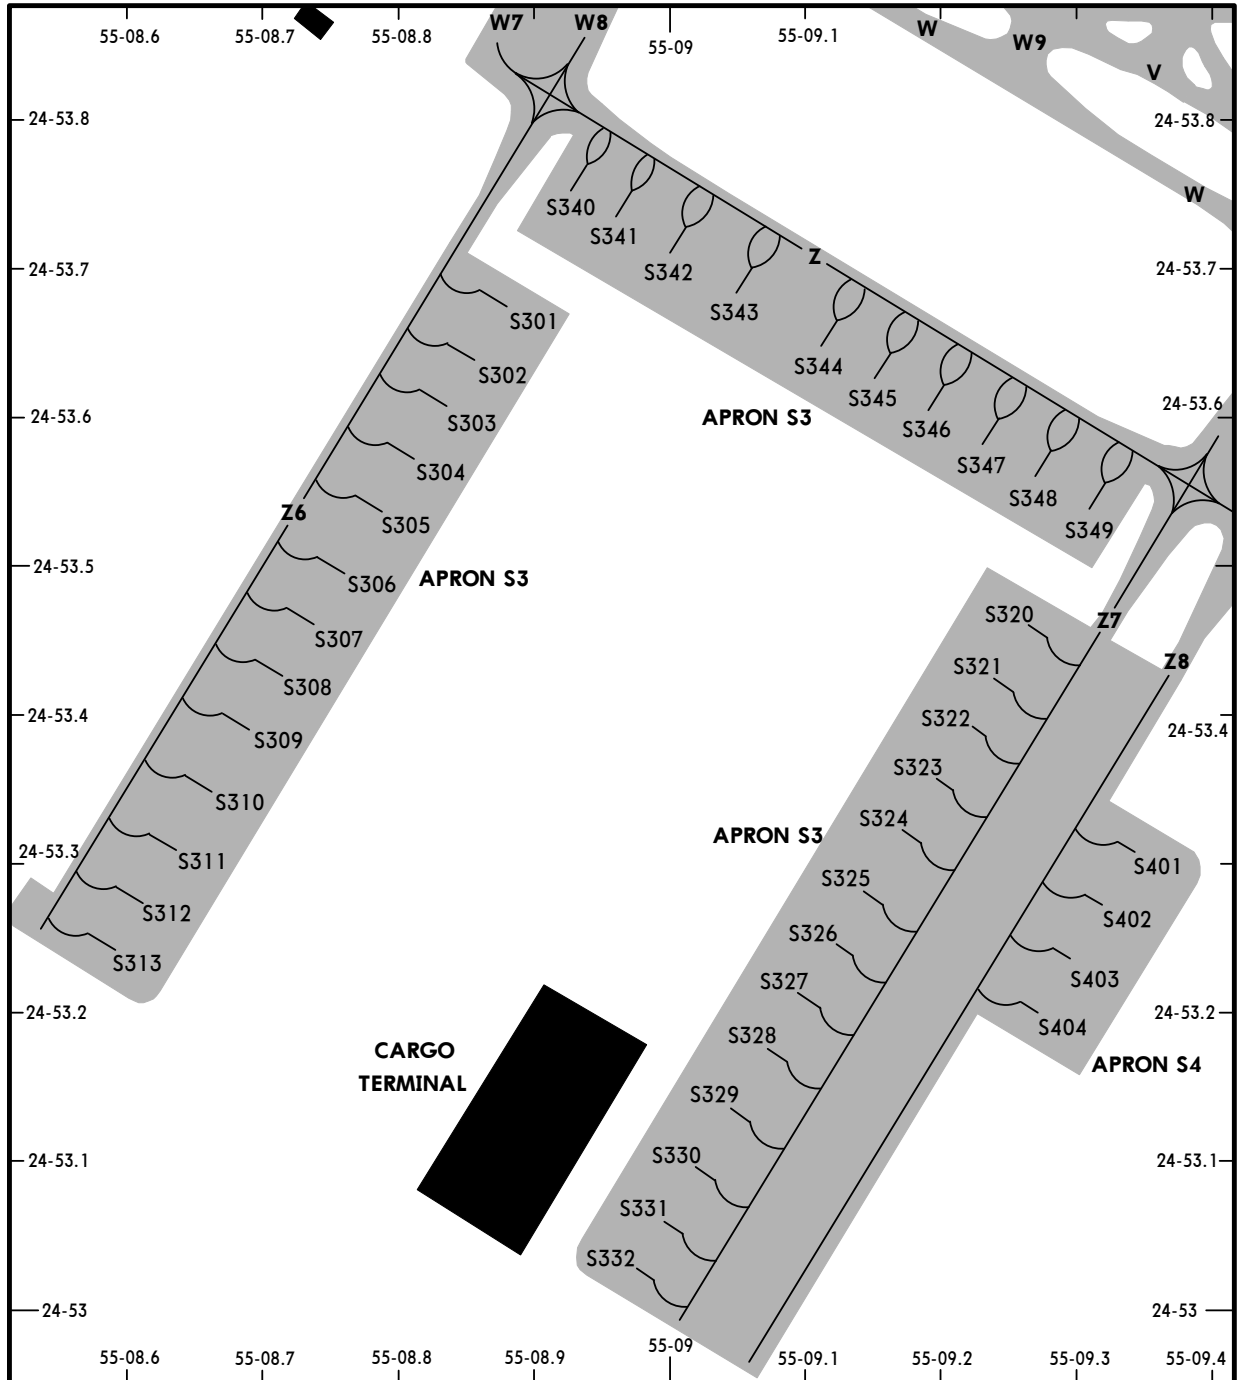 W7 W8
55-08.6 55-08.7 55-08.8 55-09 55-09.1 W W9
V
24-53.8 24-53.8
W
S340
S341
S342
24-53.7 Z 24-53.7
S343
S301
S344
S302
S345
24-53.6 S303 APRON S3 S346 24-53.6
S304 S347
S348
Z6 S305 S349
24-53.5 S306 APRON S3
S320 Z7
S307
S321 Z8
S308
24-53.4 S322 24-53.4
S309
S323
S310
S324
24-53.3 S311 APRON S3
S401
S325
S312 S402
S326
S313 S327 S403
24-53.2 24-53.2
S328 S404
CARGO
TERMINAL
APRON S4
S329
24-53.1 S330 24-53.1
S331
S332
24-53 24-53
55-08.6 55-08.7 55-08.8 55-08.9 55-09 55-09.1 55-09.2 55-09.3 55-09.4